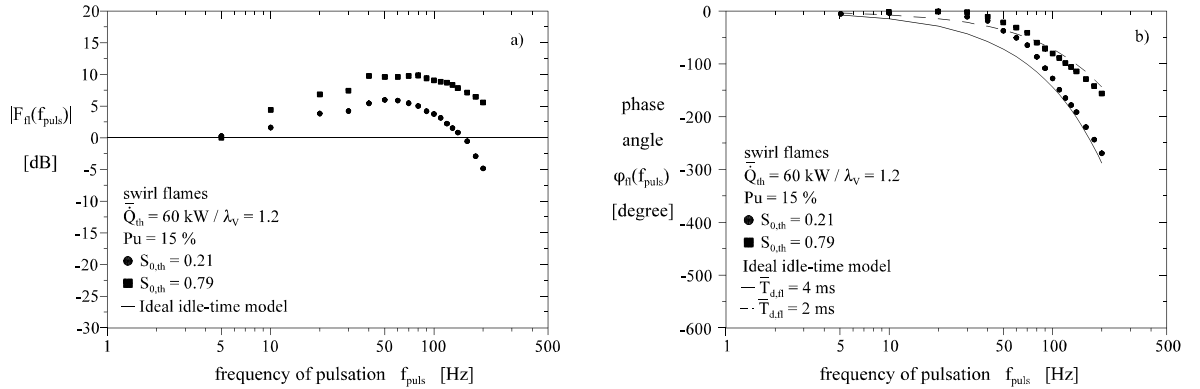 20
15
10
5
0
-5
-10
-15
-20
-25
-30
|F_fl(f_puls)|
[dB]
a)
swirl flames
Q̇̄_th = 60 kW / λ_V = 1.2
Pu = 15 %
● S_0,th = 0.21
■ S_0,th = 0.79
— Ideal idle-time model
1 5 10 50 100 500
frequency of pulsation f_puls [Hz]
0
-100
-200
-300
-400
-500
-600
phase
angle
φ_fl(f_puls)
[degree]
b)
swirl flames
Q̇̄_th = 60 kW / λ_V = 1.2
Pu = 15 %
● S_0,th = 0.21
■ S_0,th = 0.79
Ideal idle-time model
— T̄_d,fl = 4 ms
- - T̄_d,fl = 2 ms
1 5 10 50 100 500
frequency of pulsation f_puls [Hz]